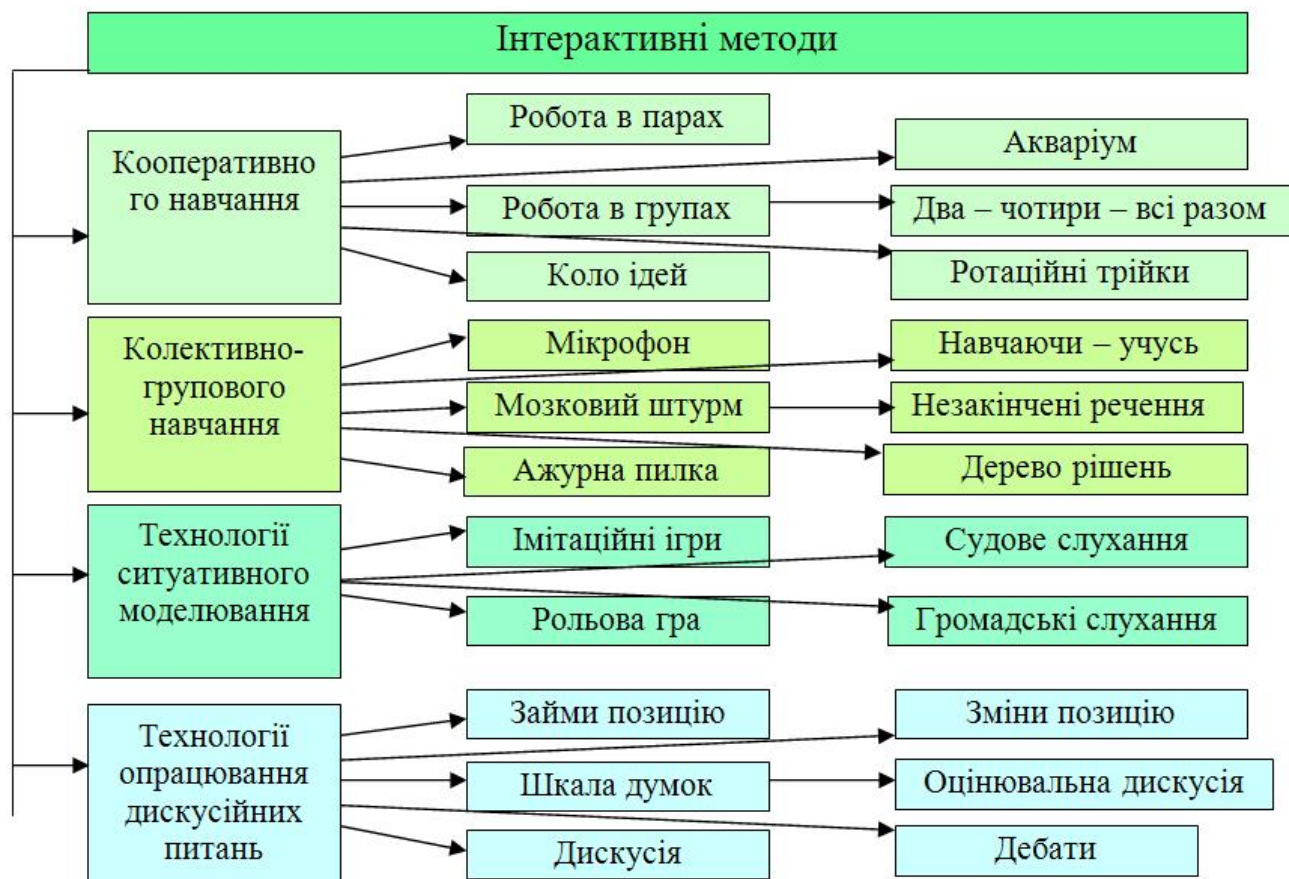 Інтерактивні методи
Кооперативно
го навчання
Робота в парах
Акваріум
Робота в групах
Два – чотири – всі разом
Коло ідей
Ротаційні трійки
Колективно-
групового
навчання
Мікрофон
Навчаючи – учусь
Мозковий штурм
Незакінчені речення
Ажурна пилка
Дерево рішень
Технології
ситуативного
моделювання
Імітаційні ігри
Судове слухання
Рольова гра
Громадські слухання
Технології
опрацювання
дискусійних
питань
Займи позицію
Зміни позицію
Шкала думок
Оцінювальна дискусія
Дискусія
Дебати